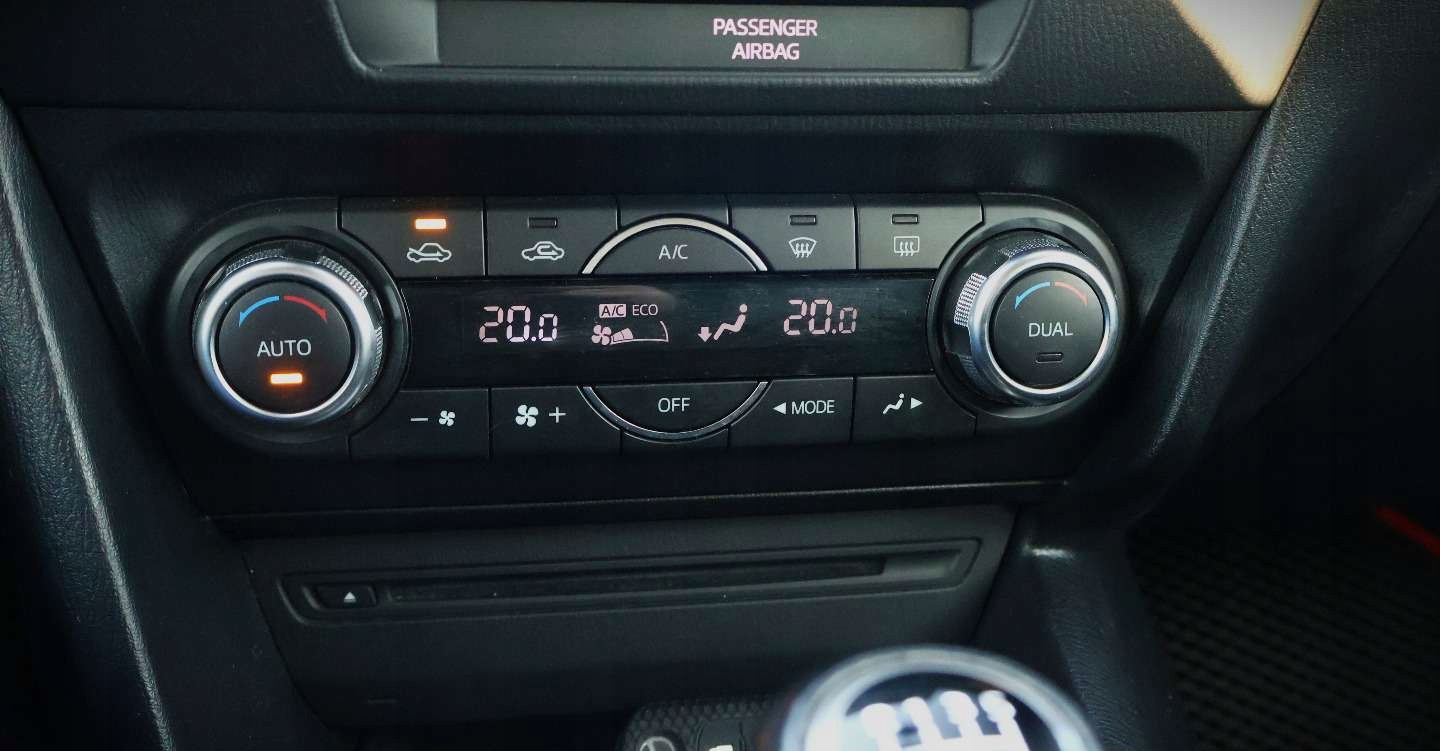 PASSENGER
AIRBAG
A/C
20.0
A/C ECO
20.0
AUTO
DUAL
OFF
MODE